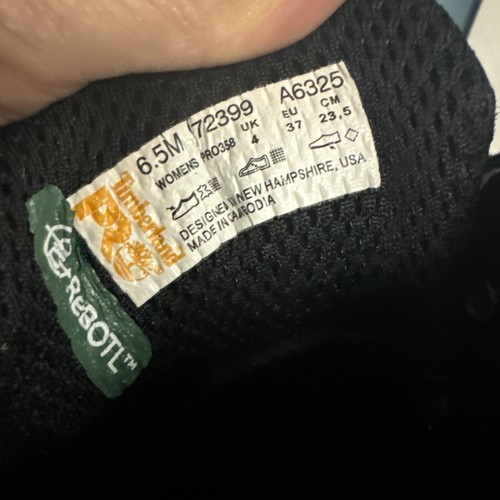 6.5M 72399 A6325
WOMENS PRO358 UK EU CM
4 37 23,5
DESIGNED IN NEW HAMPSHIRE, USA
MADE IN CAMBODIA
Timberland
PRO
ReBOTL™